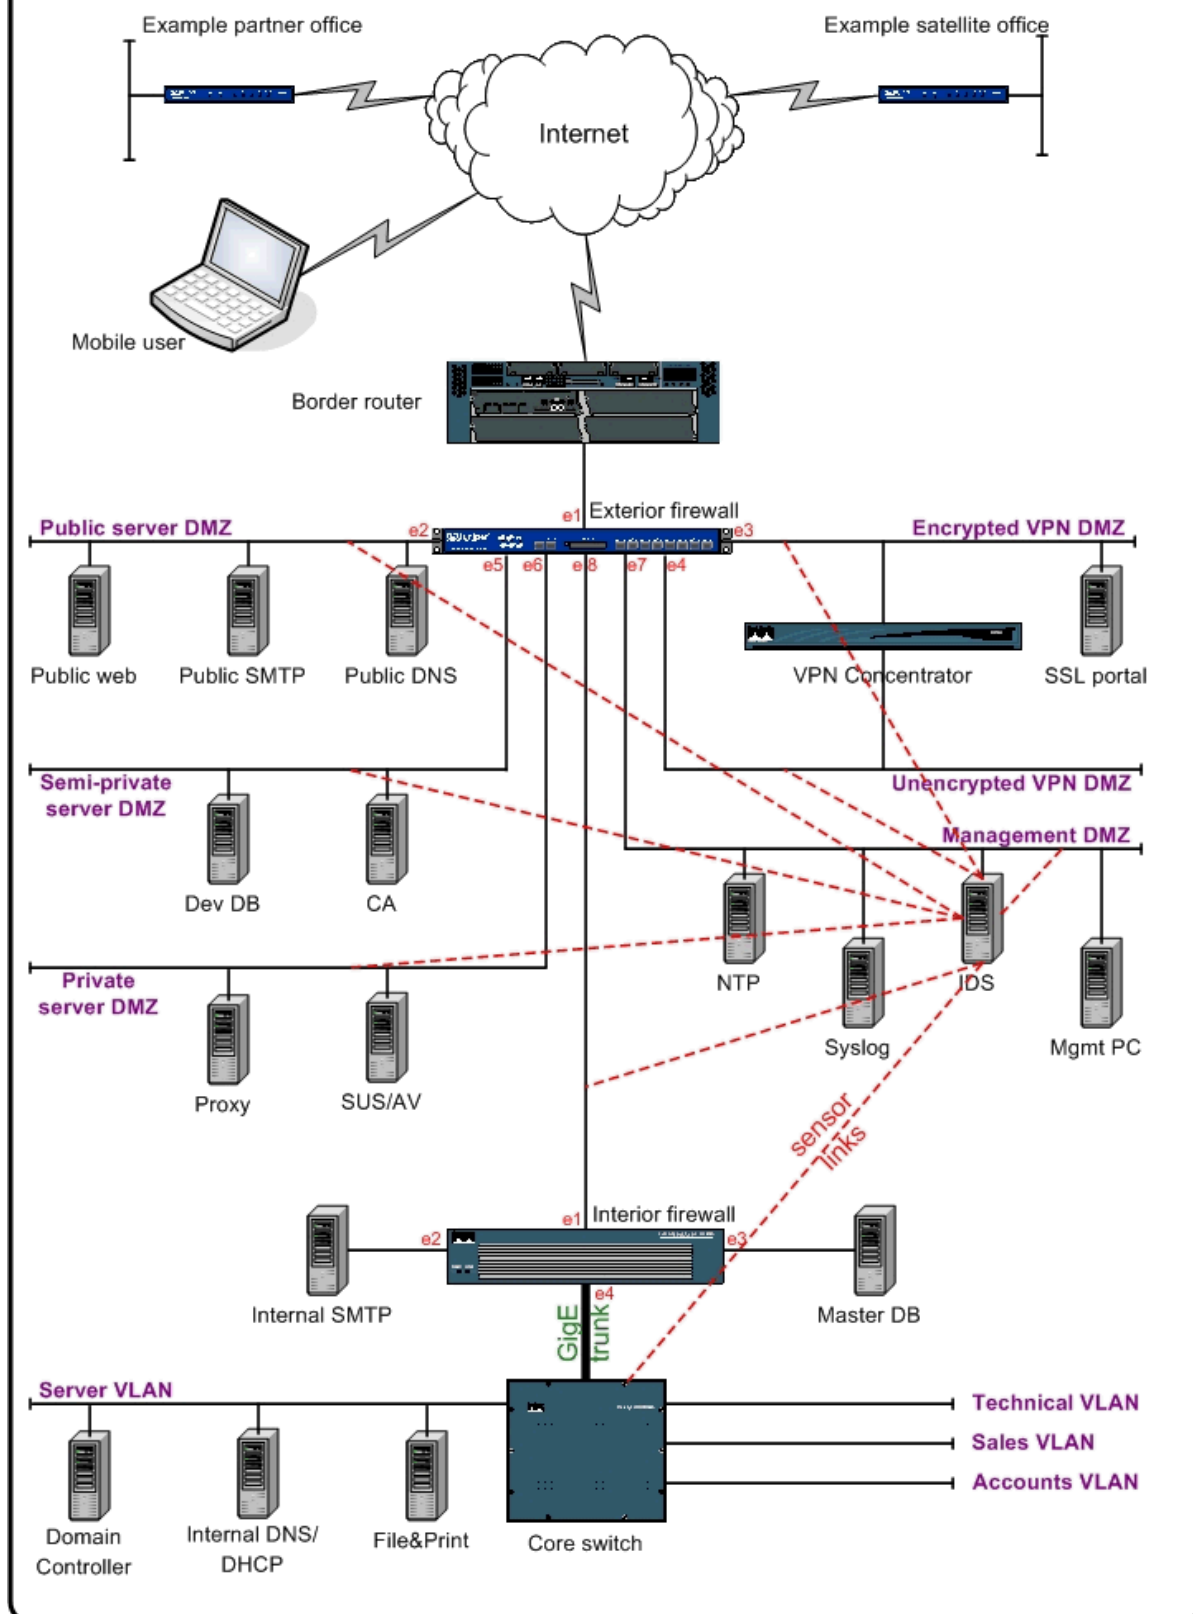 Example partner office
Example satellite office
Internet
Mobile user
Border router
e1
Exterior firewall
Public server DMZ
e2
e3
Encrypted VPN DMZ
e5
e6
e8
e7
e4
Public web
Public SMTP
Public DNS
VPN Concentrator
SSL portal
Semi-private
server DMZ
Unencrypted VPN DMZ
Management DMZ
Dev DB
CA
NTP
IDS
Syslog
Mgmt PC
Private
server DMZ
Proxy
SUS/AV
sensor
links
e1
Interior firewall
e2
e3
Internal SMTP
Master DB
e4
GigE
trunk
Server VLAN
Technical VLAN
Sales VLAN
Accounts VLAN
Domain
Controller
Internal DNS/
DHCP
File&Print
Core switch